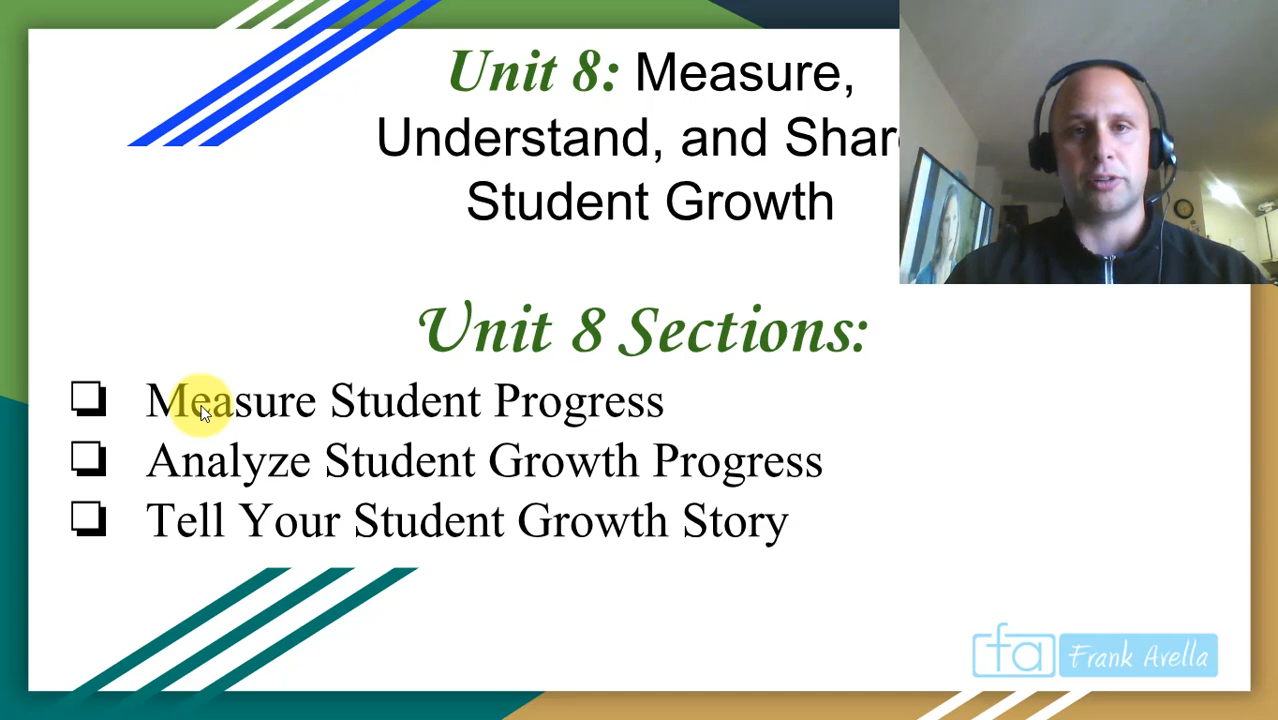 Unit 8: Measure,
Understand, and Shar
Student Growth
Unit 8 Sections:
❏ Measure Student Progress
❏ Analyze Student Growth Progress
❏ Tell Your Student Growth Story
fa Frank Avella